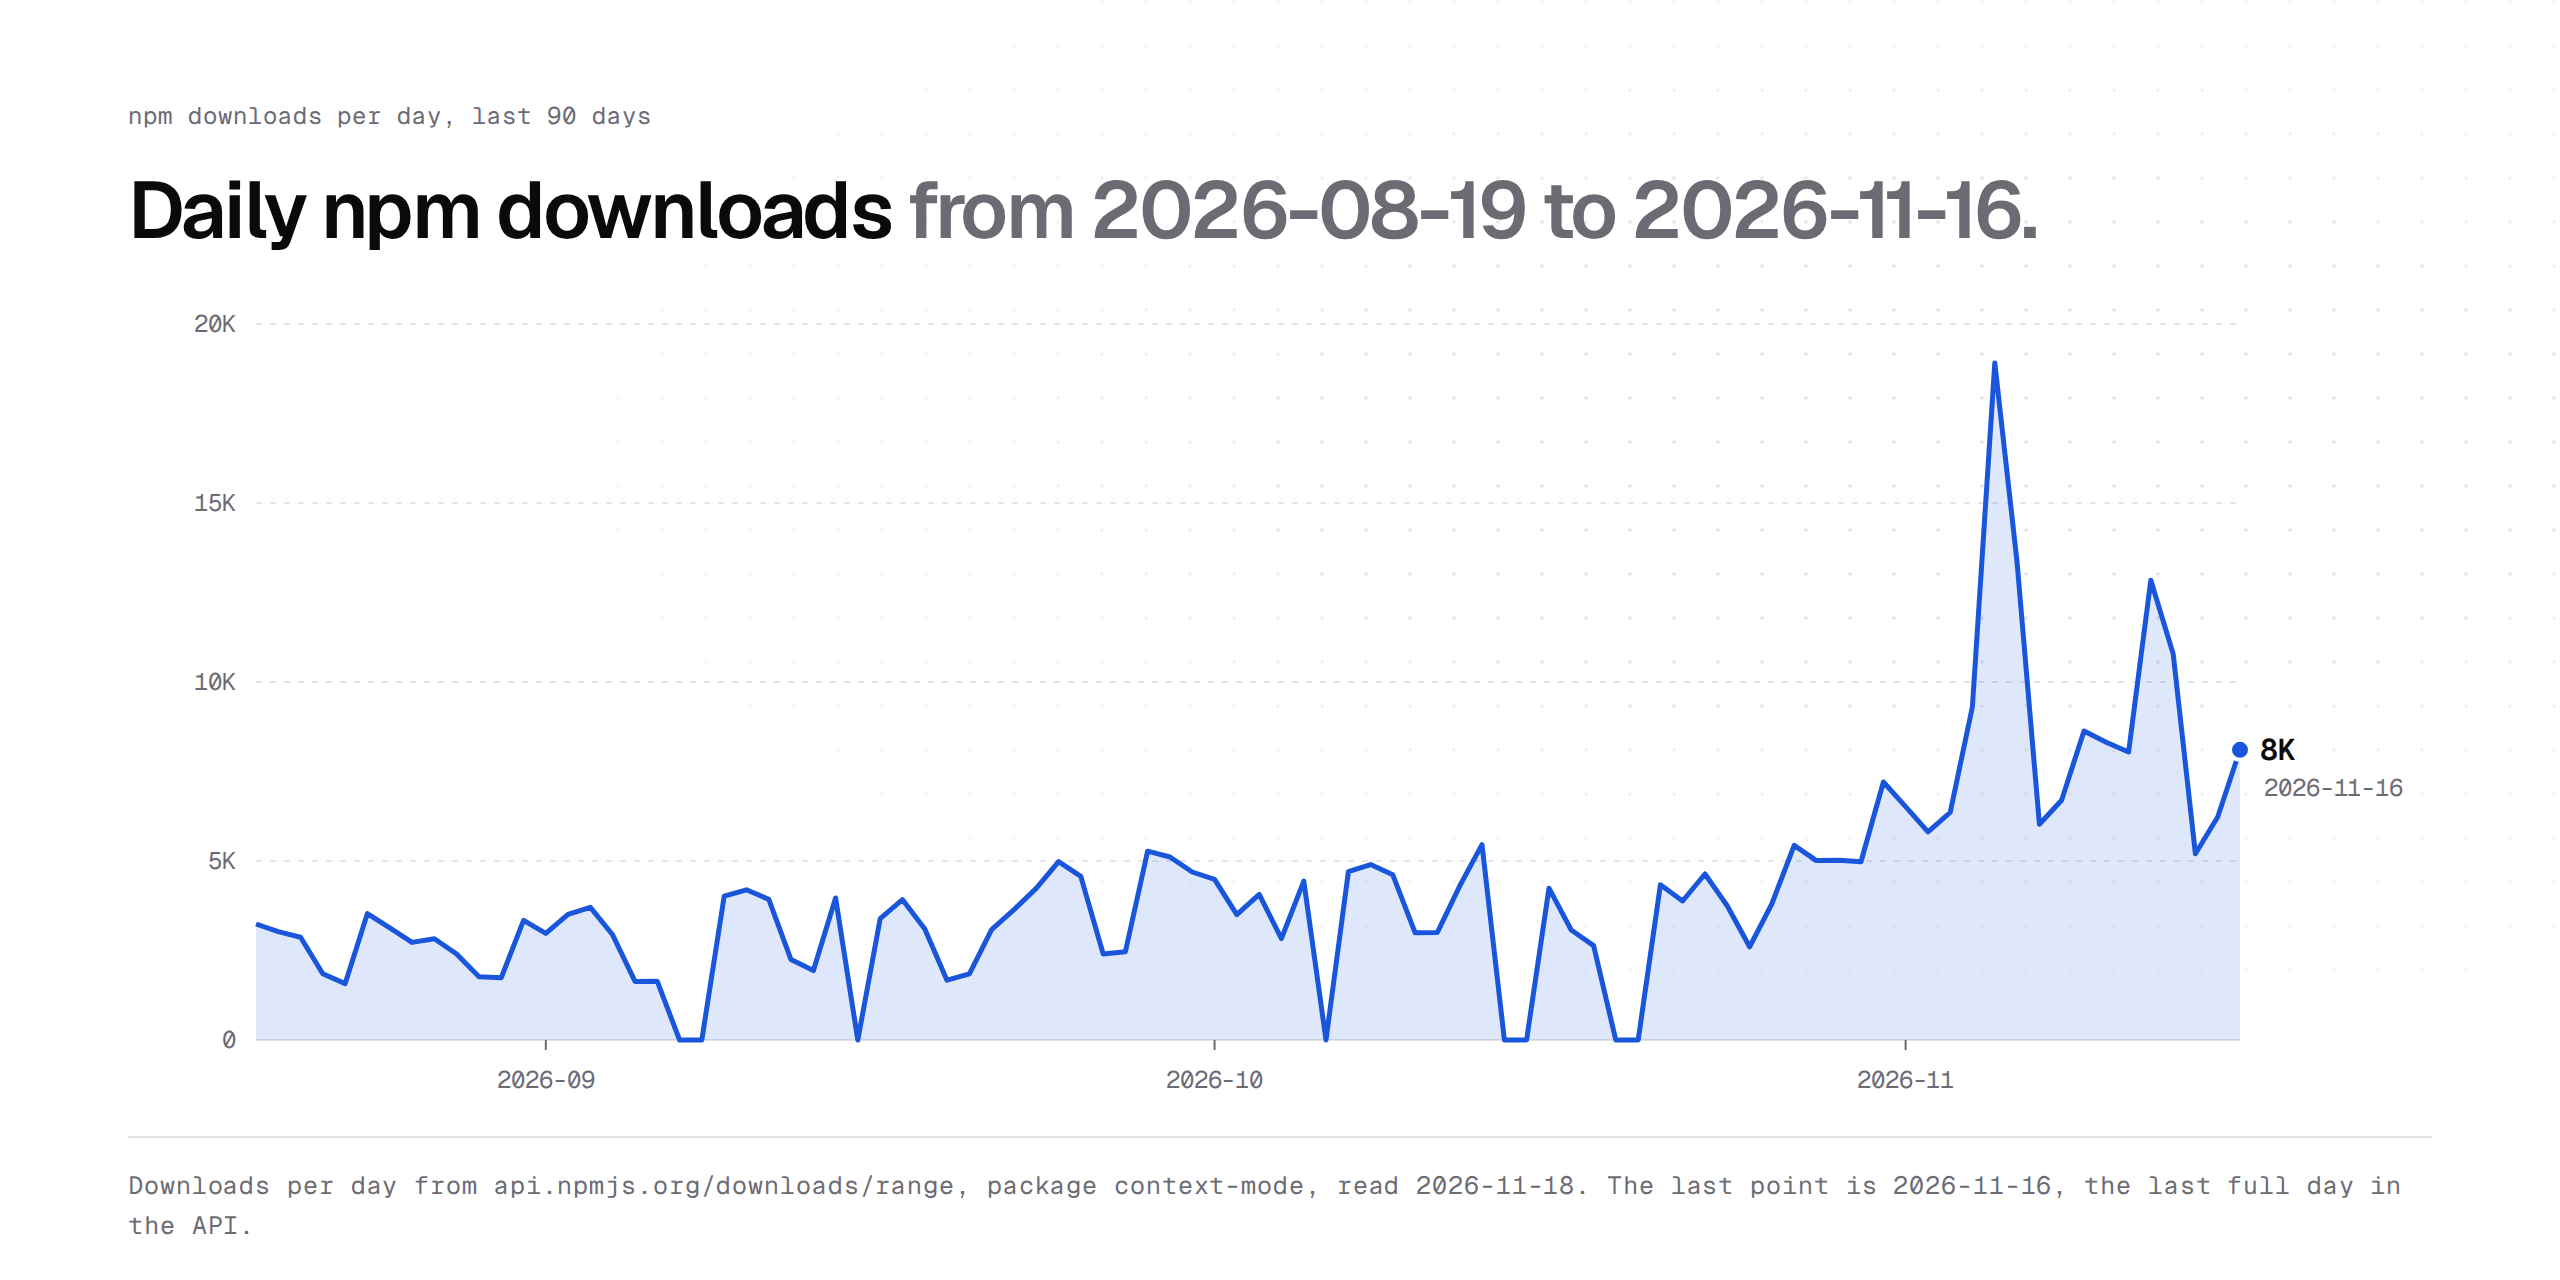 npm downloads per day, last 90 days
Daily npm downloads from 2026-08-19 to 2026-11-16.
20K
15K
10K
5K
0
8K
2026-11-16
2026-09
2026-10
2026-11
Downloads per day from api.npmjs.org/downloads/range, package context-mode, read 2026-11-18. The last point is 2026-11-16, the last full day in
the API.